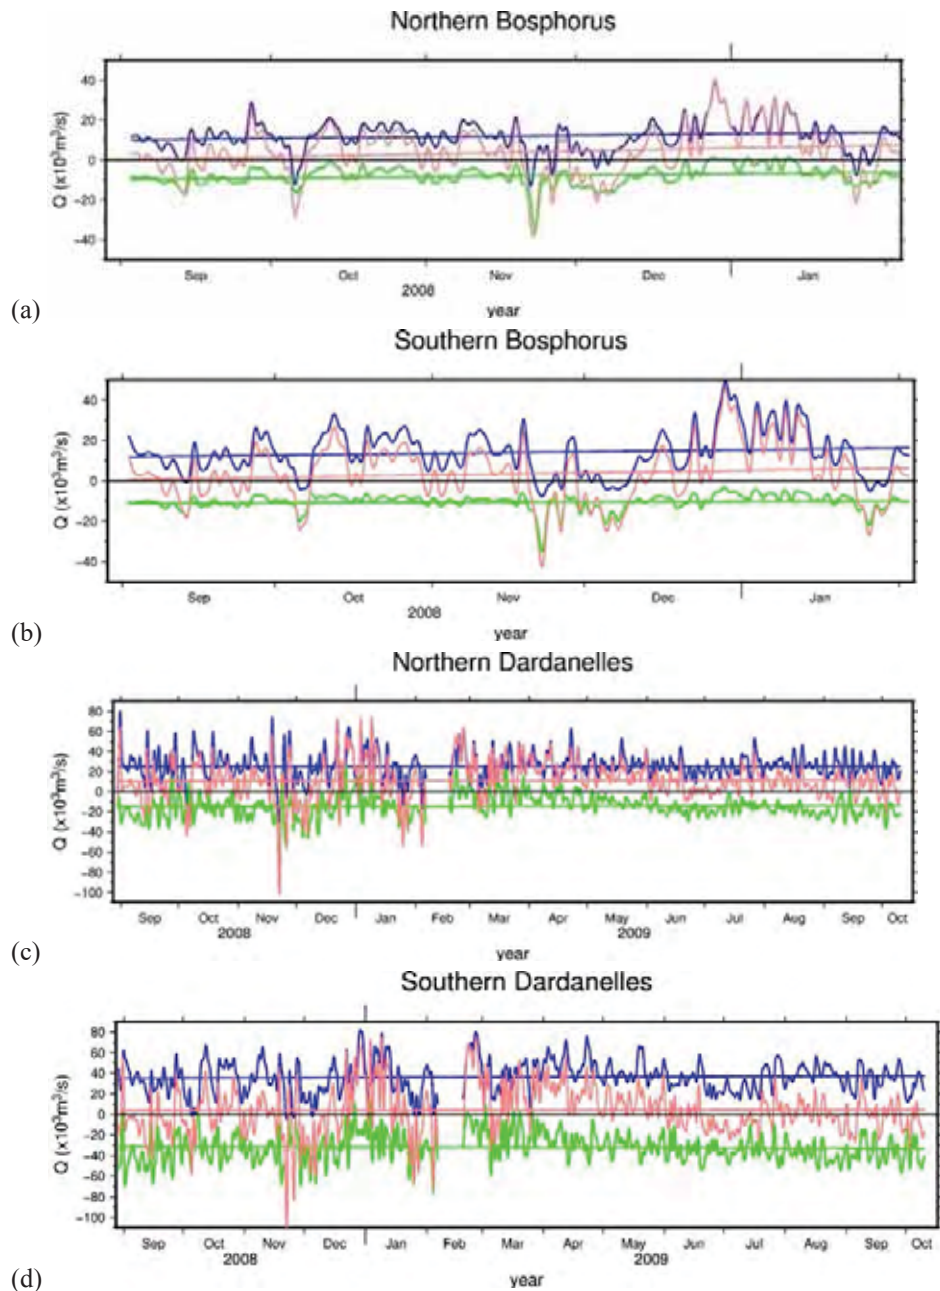 Northern Bosphorus
Q (x10³m³/s)
40
20
0
−20
−40
Sep Oct Nov Dec Jan
2008
year
(a)
Southern Bosphorus
Q (x10³m³/s)
40
20
0
−20
−40
Sep Oct Nov Dec Jan
2008
year
(b)
Northern Dardanelles
Q (x10³m³/s)
80
60
40
20
0
−20
−40
−60
−80
−100
Sep Oct Nov Dec Jan Feb Mar Apr May Jun Jul Aug Sep Oct
2008 2009
year
(c)
Southern Dardanelles
Q (x10³m³/s)
80
60
40
20
0
−20
−40
−60
−80
−100
Sep Oct Nov Dec Jan Feb Mar Apr May Jun Jul Aug Sep Oct
2008 2009
year
(d)